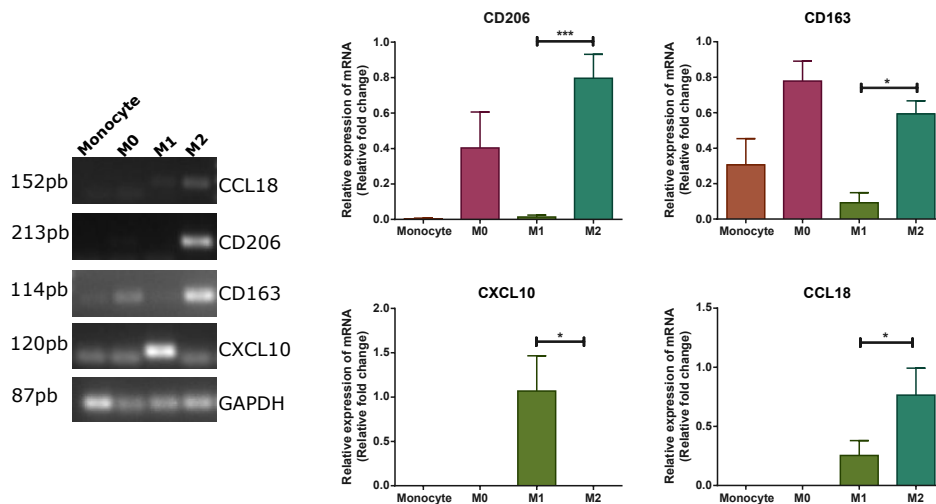 Monocyte
M0
M1
M2
152pb
CCL18
213pb
CD206
114pb
CD163
120pb
CXCL10
87pb
GAPDH
CD206
Relative expression of mRNA
(Relative fold change)
1.0
0.8
0.6
0.4
0.2
0.0
***
Monocyte M0 M1 M2
CD163
Relative expression of mRNA
(Relative fold change)
1.0
0.8
0.6
0.4
0.2
0.0
*
Monocyte M0 M1 M2
CXCL10
Relative expression of mRNA
(Relative fold change)
2.0
1.5
1.0
0.5
0.0
*
Monocyte M0 M1 M2
CCL18
Relative expression of mRNA
(Relative fold change)
1.5
1.0
0.5
0.0
*
Monocyte M0 M1 M2